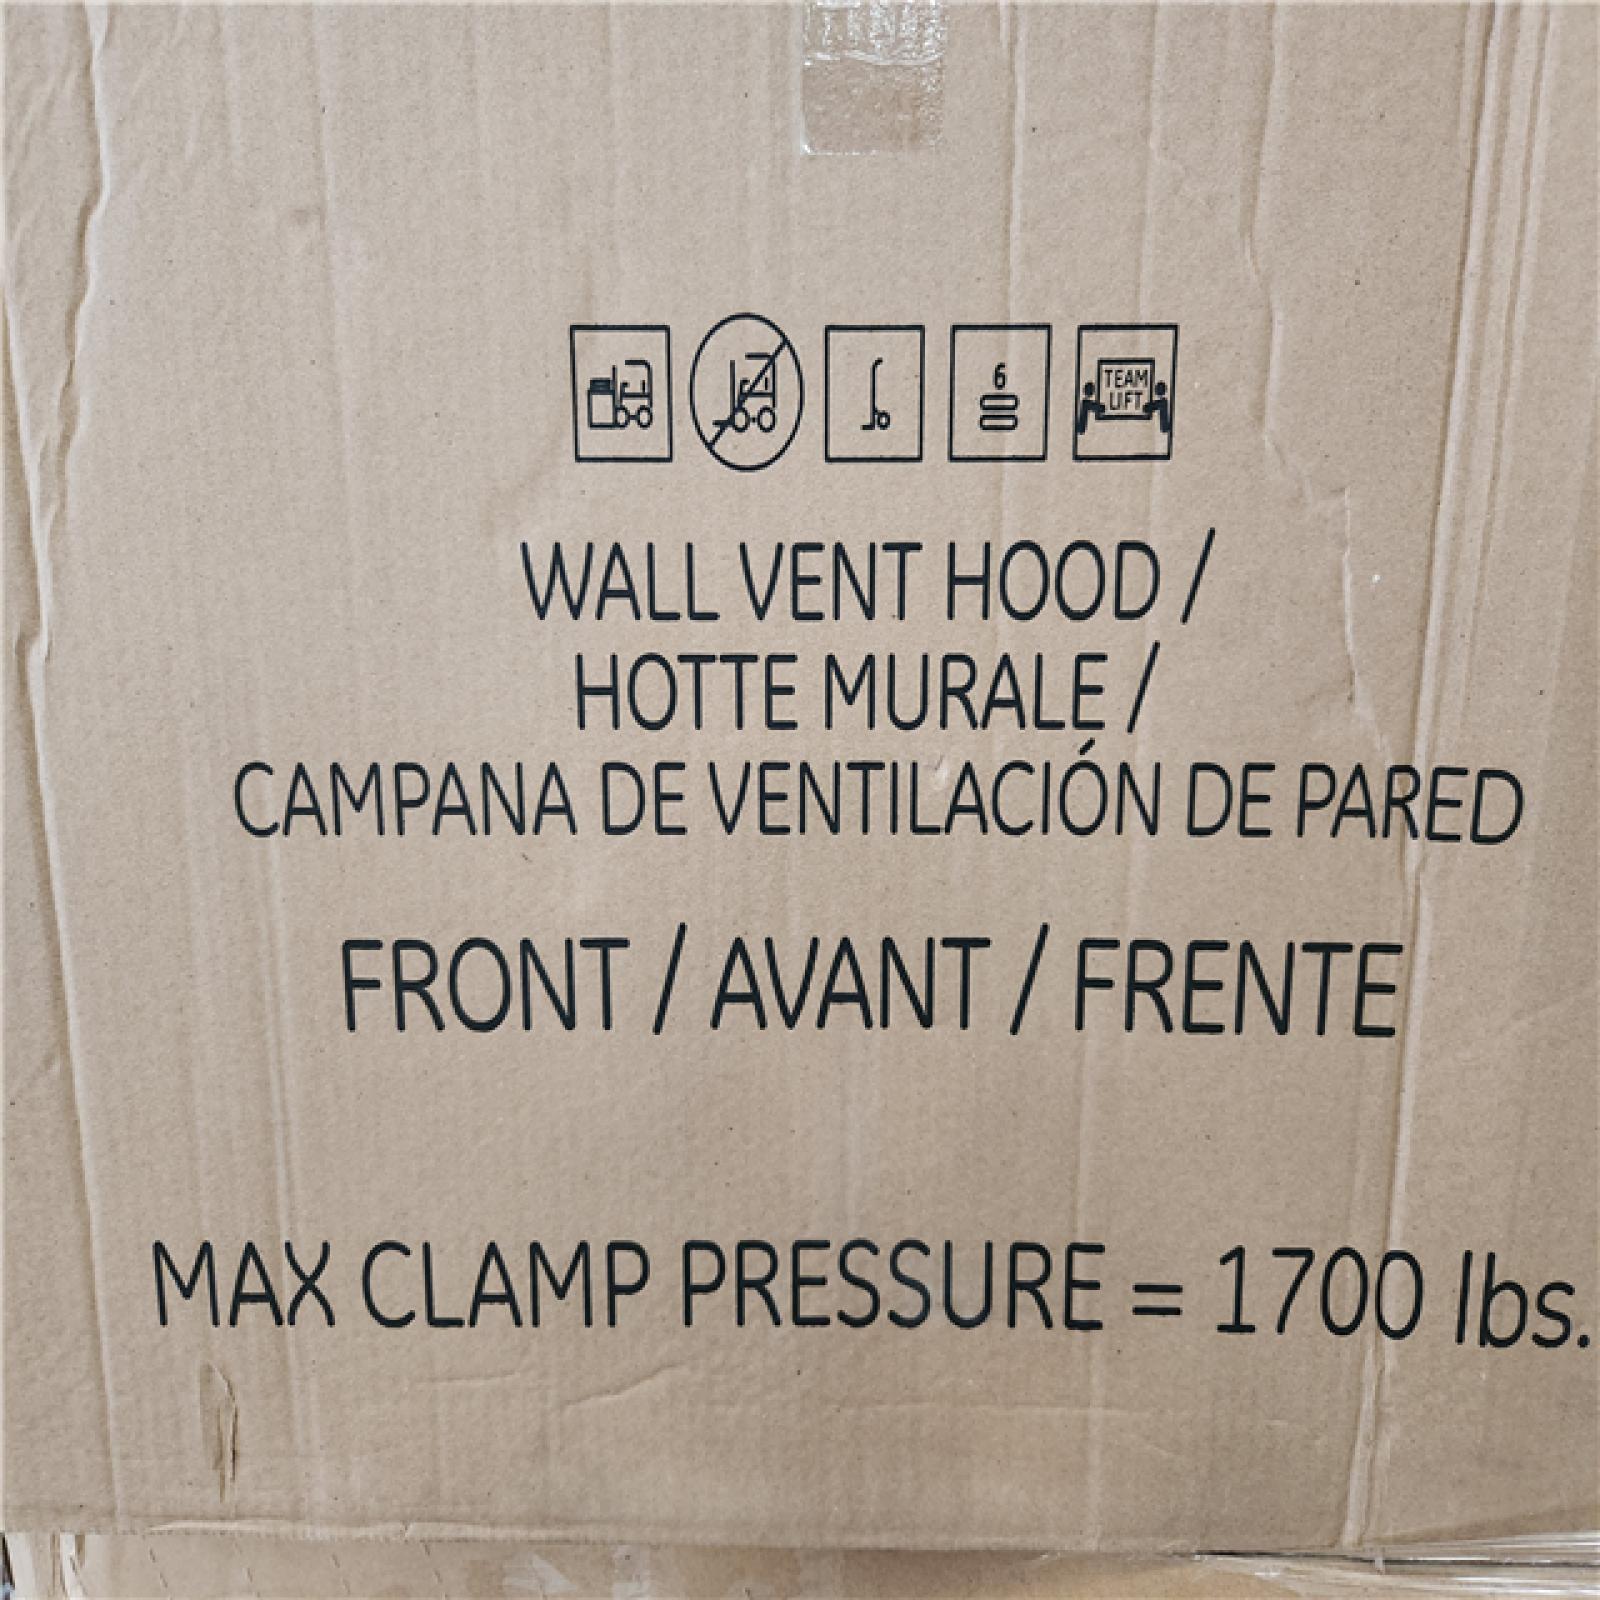 6
TEAM
LIFT
WALL VENT HOOD /
HOTTE MURALE /
CAMPANA DE VENTILACIÓN DE PARED
FRONT / AVANT / FRENTE
MAX CLAMP PRESSURE = 1700 lbs.